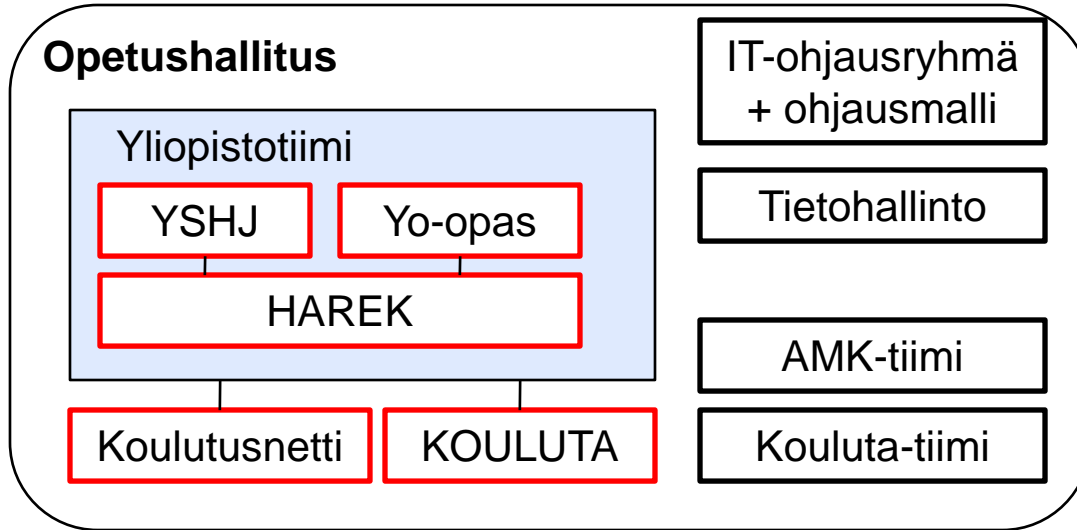 Opetushallitus
Yliopistotiimi
YSHJ
Yo-opas
HAREK
Koulutusnetti
KOULUTA
IT-ohjausryhmä
+ ohjausmalli
Tietohallinto
AMK-tiimi
Kouluta-tiimi